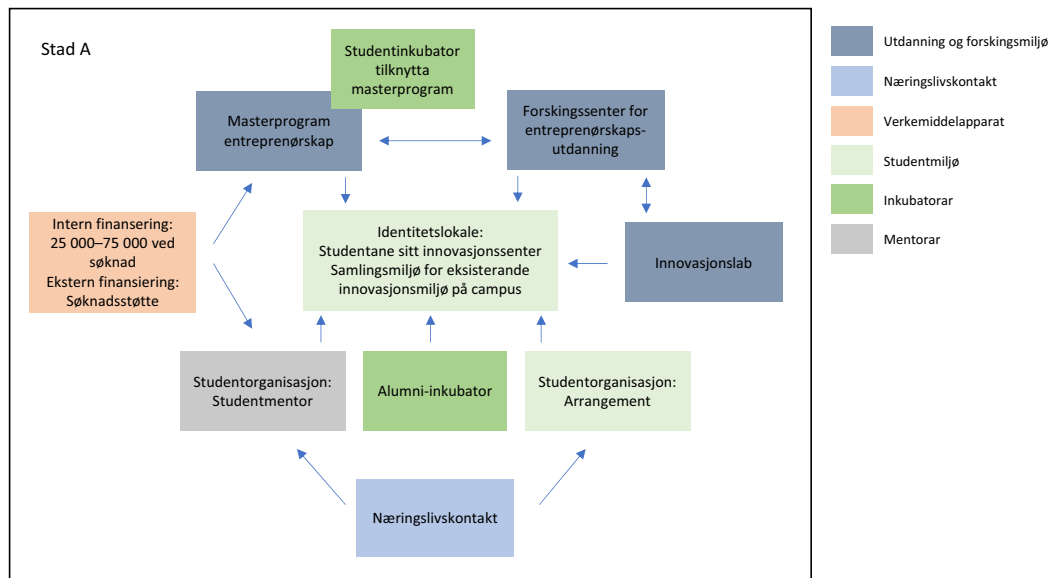 Stad A
Studentinkubator
tilknytta
masterprogram
Masterprogram
entreprenørskap
Forskingssenter for
entreprenørskaps-
utdanning
Intern finansering:
25 000–75 000 ved
søknad
Ekstern finansiering:
Søknadsstøtte
Identitetslokale:
Studentane sitt innovasjonssenter
Samlingsmiljø for eksisterande
innovasjonsmiljø på campus
Innovasjonslab
Studentorganisasjon:
Studentmentor
Alumni-inkubator
Studentorganisasjon:
Arrangement
Næringslivskontakt
Utdanning og forskingsmiljø
Næringslivskontakt
Verkemiddelapparat
Studentmiljø
Inkubatorar
Mentorar